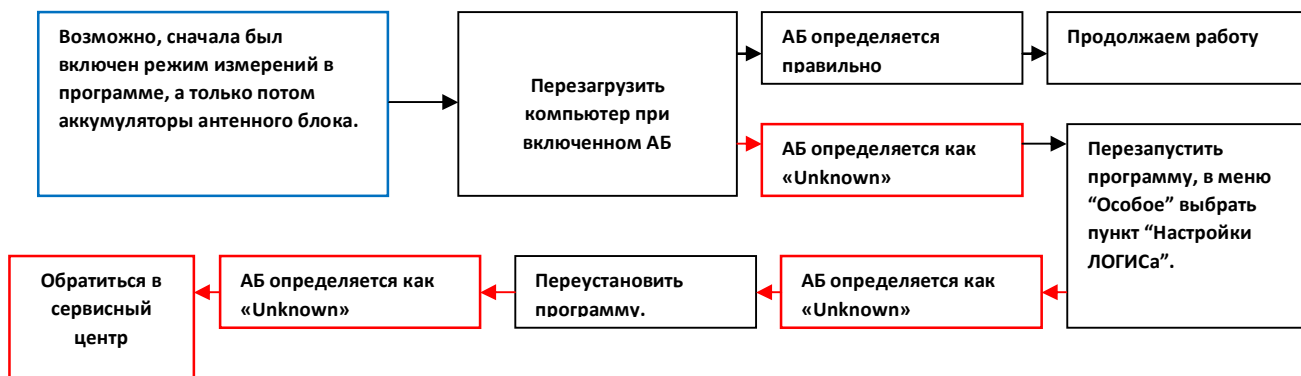 Возможно, сначала был
включен режим измерений в
программе, а только потом
аккумуляторы антенного блока.
Перезагрузить
компьютер при
включенном АБ
АБ определяется
правильно
Продолжаем работу
АБ определяется как
«Unknown»
Перезапустить
программу, в меню
“Особое” выбрать
пункт “Настройки
ЛОГИСа”.
АБ определяется как
«Unknown»
Переустановить
программу.
АБ определяется как
«Unknown»
Обратиться в
сервисный
центр